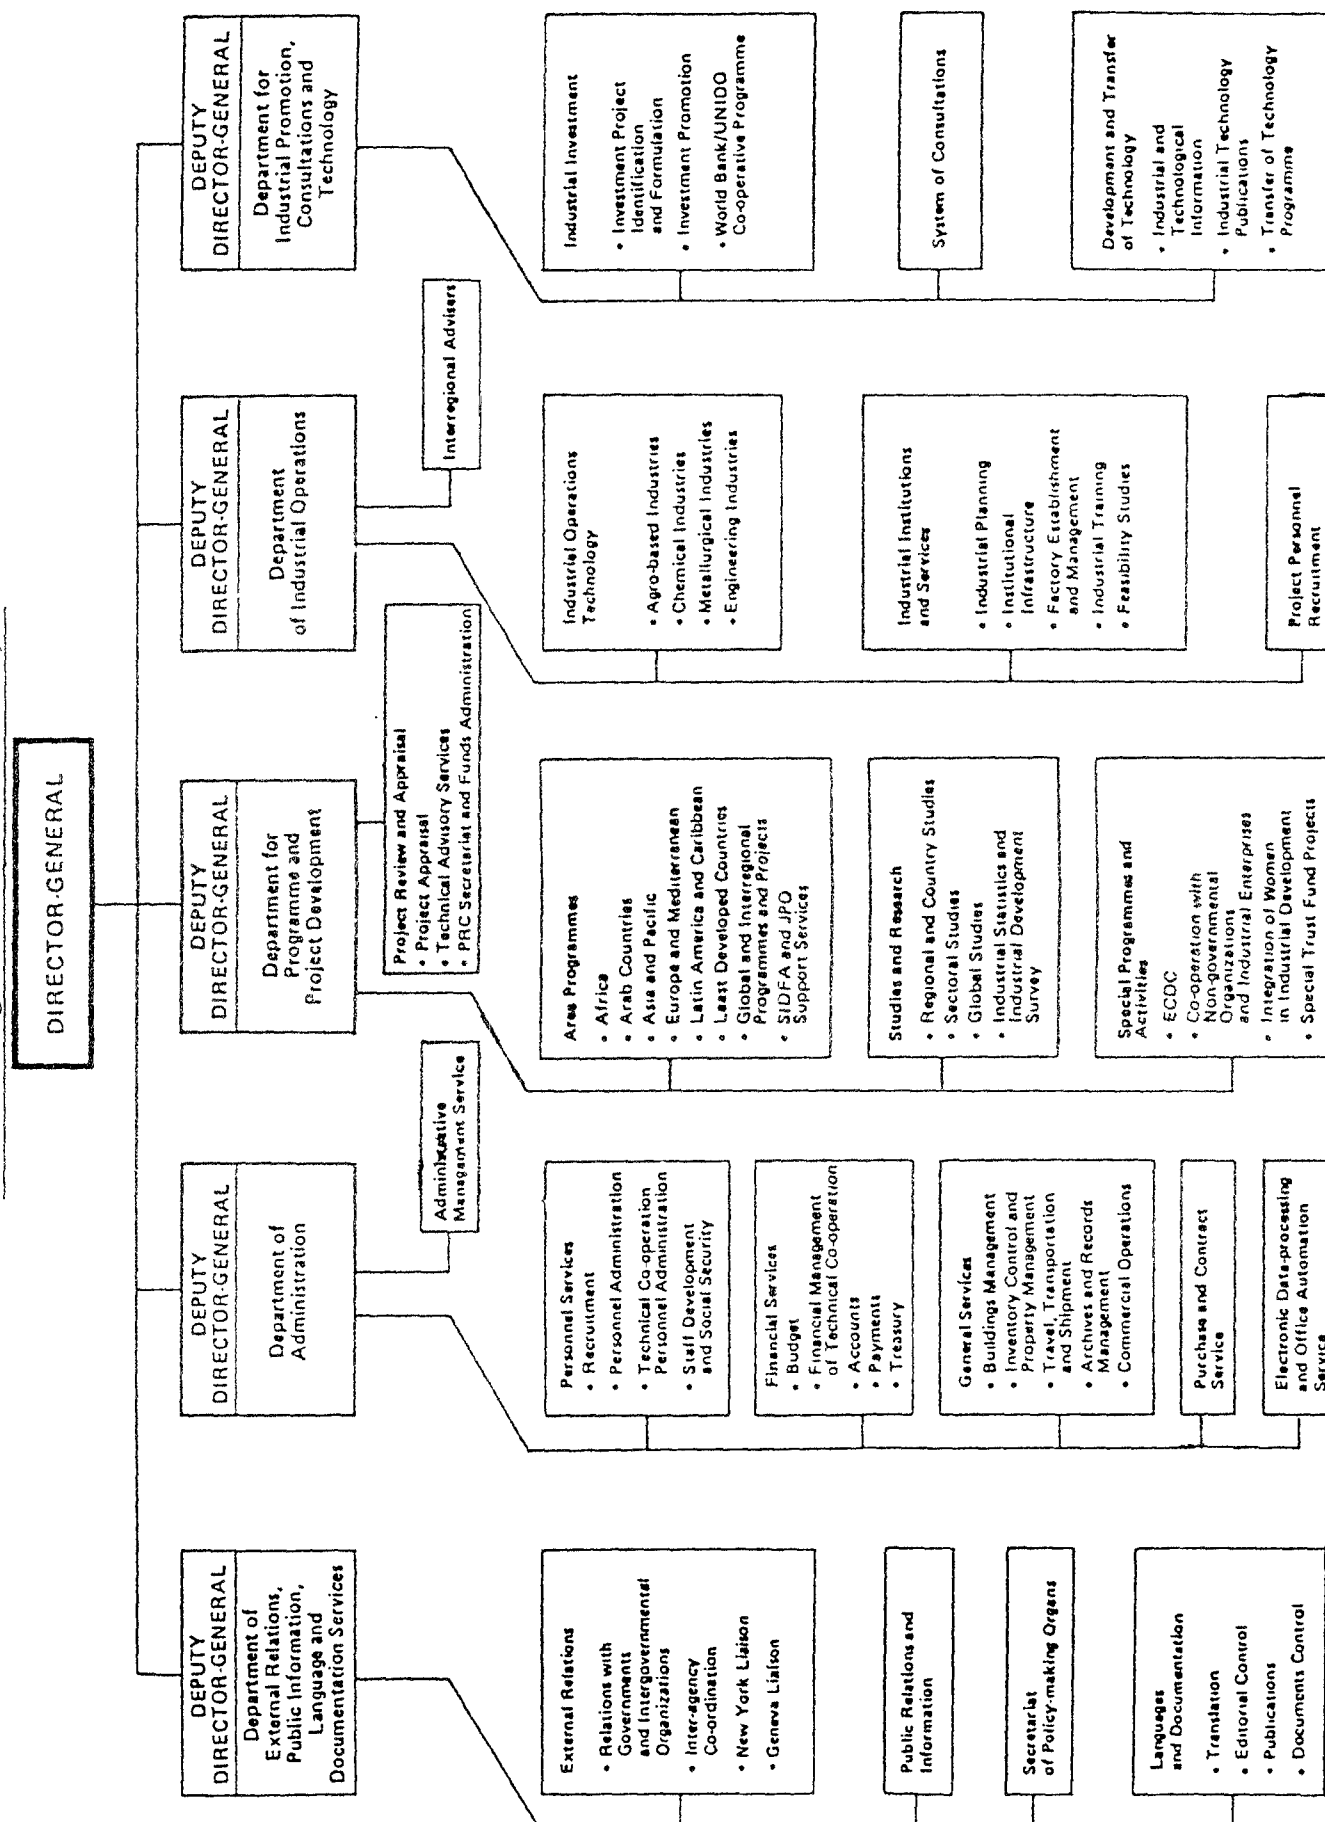 DIRECTOR-GENERAL
DEPUTY
DIRECTOR-GENERAL
Department of
External Relations,
Public Information,
Language and
Documentation Services
DEPUTY
DIRECTOR-GENERAL
Department of
Administration
DEPUTY
DIRECTOR-GENERAL
Department for
Programme and
Project Development
DEPUTY
DIRECTOR-GENERAL
Department
of Industrial Operations
DEPUTY
DIRECTOR-GENERAL
Department for
Industrial Promotion,
Consultations and
Technology
Administrative
Management Service
Project Review and Appraisal
• Project Appraisal
• Technical Advisory Services
• PRC Secretariat and Funds Administration
Interregional Advisers
External Relations
• Relations with
Governments
and Intergovernmental
Organizations
• Inter-agency
Co-ordination
• New York Liaison
• Geneva Liaison
Public Relations and
Information
Secretariat
of Policy-making Organs
Languages
and Documentation
• Translation
• Editorial Control
• Publications
• Documents Control
Personnel Services
• Recruitment
• Personnel Administration
• Technical Co-operation
Personnel Administration
• Staff Development
and Social Security
Financial Services
• Budget
• Financial Management
of Technical Co-operation
• Accounts
• Payments
• Treasury
General Services
• Buildings Management
• Inventory Control and
Property Management
• Travel, Transportation
and Shipment
• Archives and Records
Management
• Commercial Operations
Purchase and Contract
Service
Electronic Data-processing
and Office Automation
Service
Area Programmes
• Africa
• Arab Countries
• Asia and Pacific
• Europe and Mediterranean
• Latin America and Caribbean
• Least Developed Countries
• Global and Interregional
Programmes and Projects
• SIDFA and JPO
Support Services
Studies and Research
• Regional and Country Studies
• Sectoral Studies
• Global Studies
• Industrial Statistics and
Industrial Development
Survey
Special Programmes and
Activities
• ECDC
• Co-operation with
Non-governmental
Organizations
and Industrial Enterprises
• Integration of Women
in Industrial Development
• Special Trust Fund Projects
Industrial Operations
Technology
• Agro-based Industries
• Chemical Industries
• Metallurgical Industries
• Engineering Industries
Industrial Institutions
and Services
• Industrial Planning
• Institutional
Infrastructure
• Factory Establishment
and Management
• Industrial Training
• Feasibility Studies
Project Personnel
Recruitment
Industrial Investment
• Investment Project
Identification
and Formulation
• Investment Promotion
• World Bank/UNIDO
Co-operative Programme
System of Consultations
Development and Transfer
of Technology
• Industrial and
Technological
Information
• Industrial Technology
Publications
• Transfer of Technology
Programme